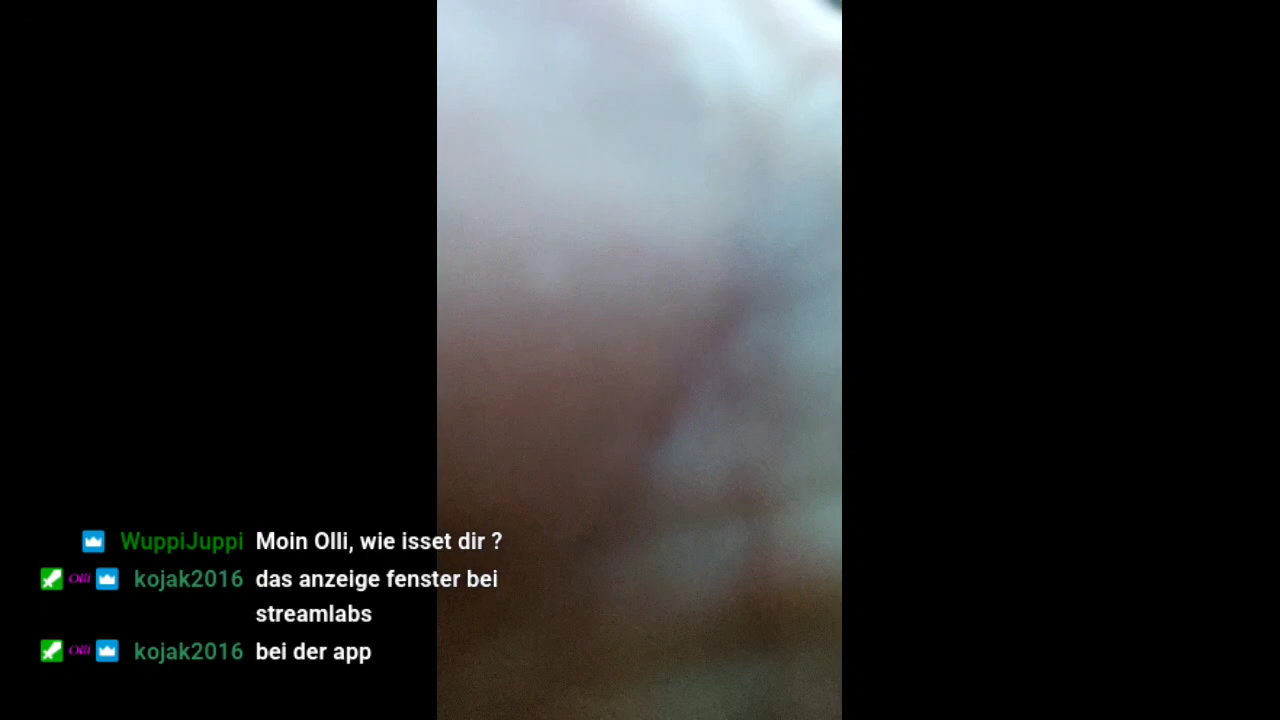 WuppiJuppi Moin Olli, wie isset dir ?
Olli kojak2016 das anzeige fenster bei
streamlabs
Olli kojak2016 bei der app